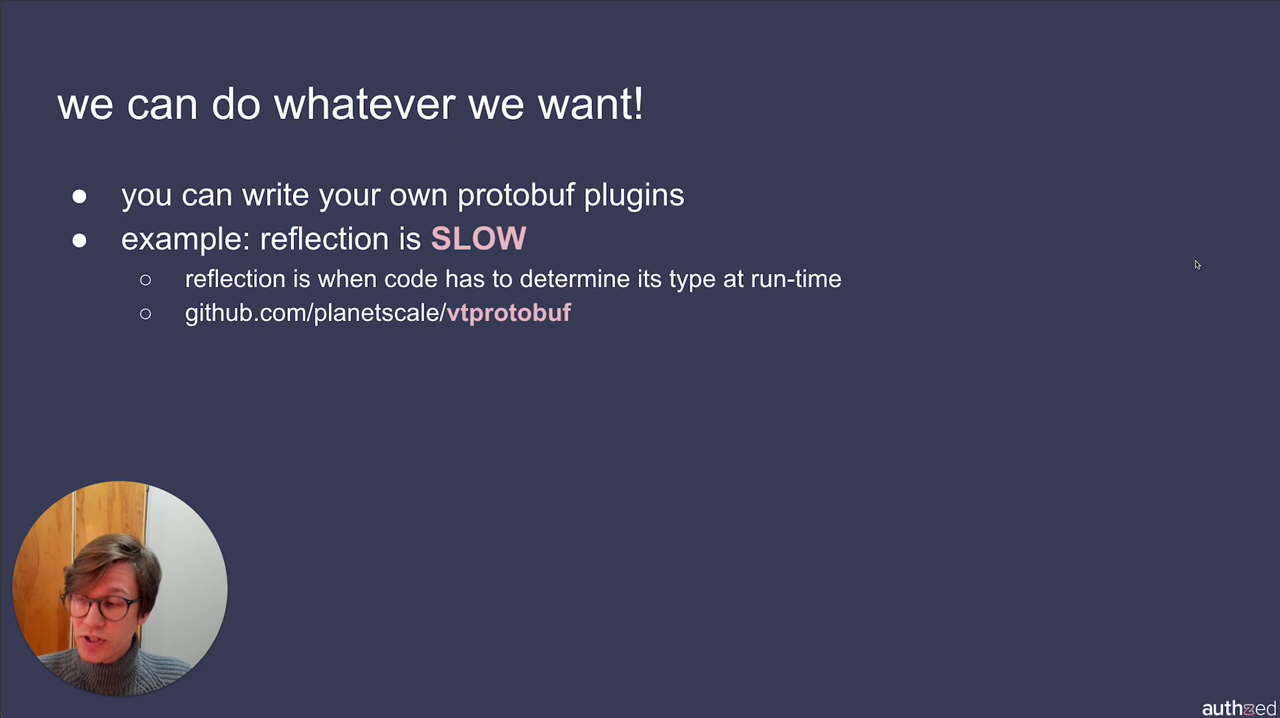 we can do whatever we want!
● you can write your own protobuf plugins
● example: reflection is SLOW
○ reflection is when code has to determine its type at run-time
○ github.com/planetscale/vtprotobuf
authzed